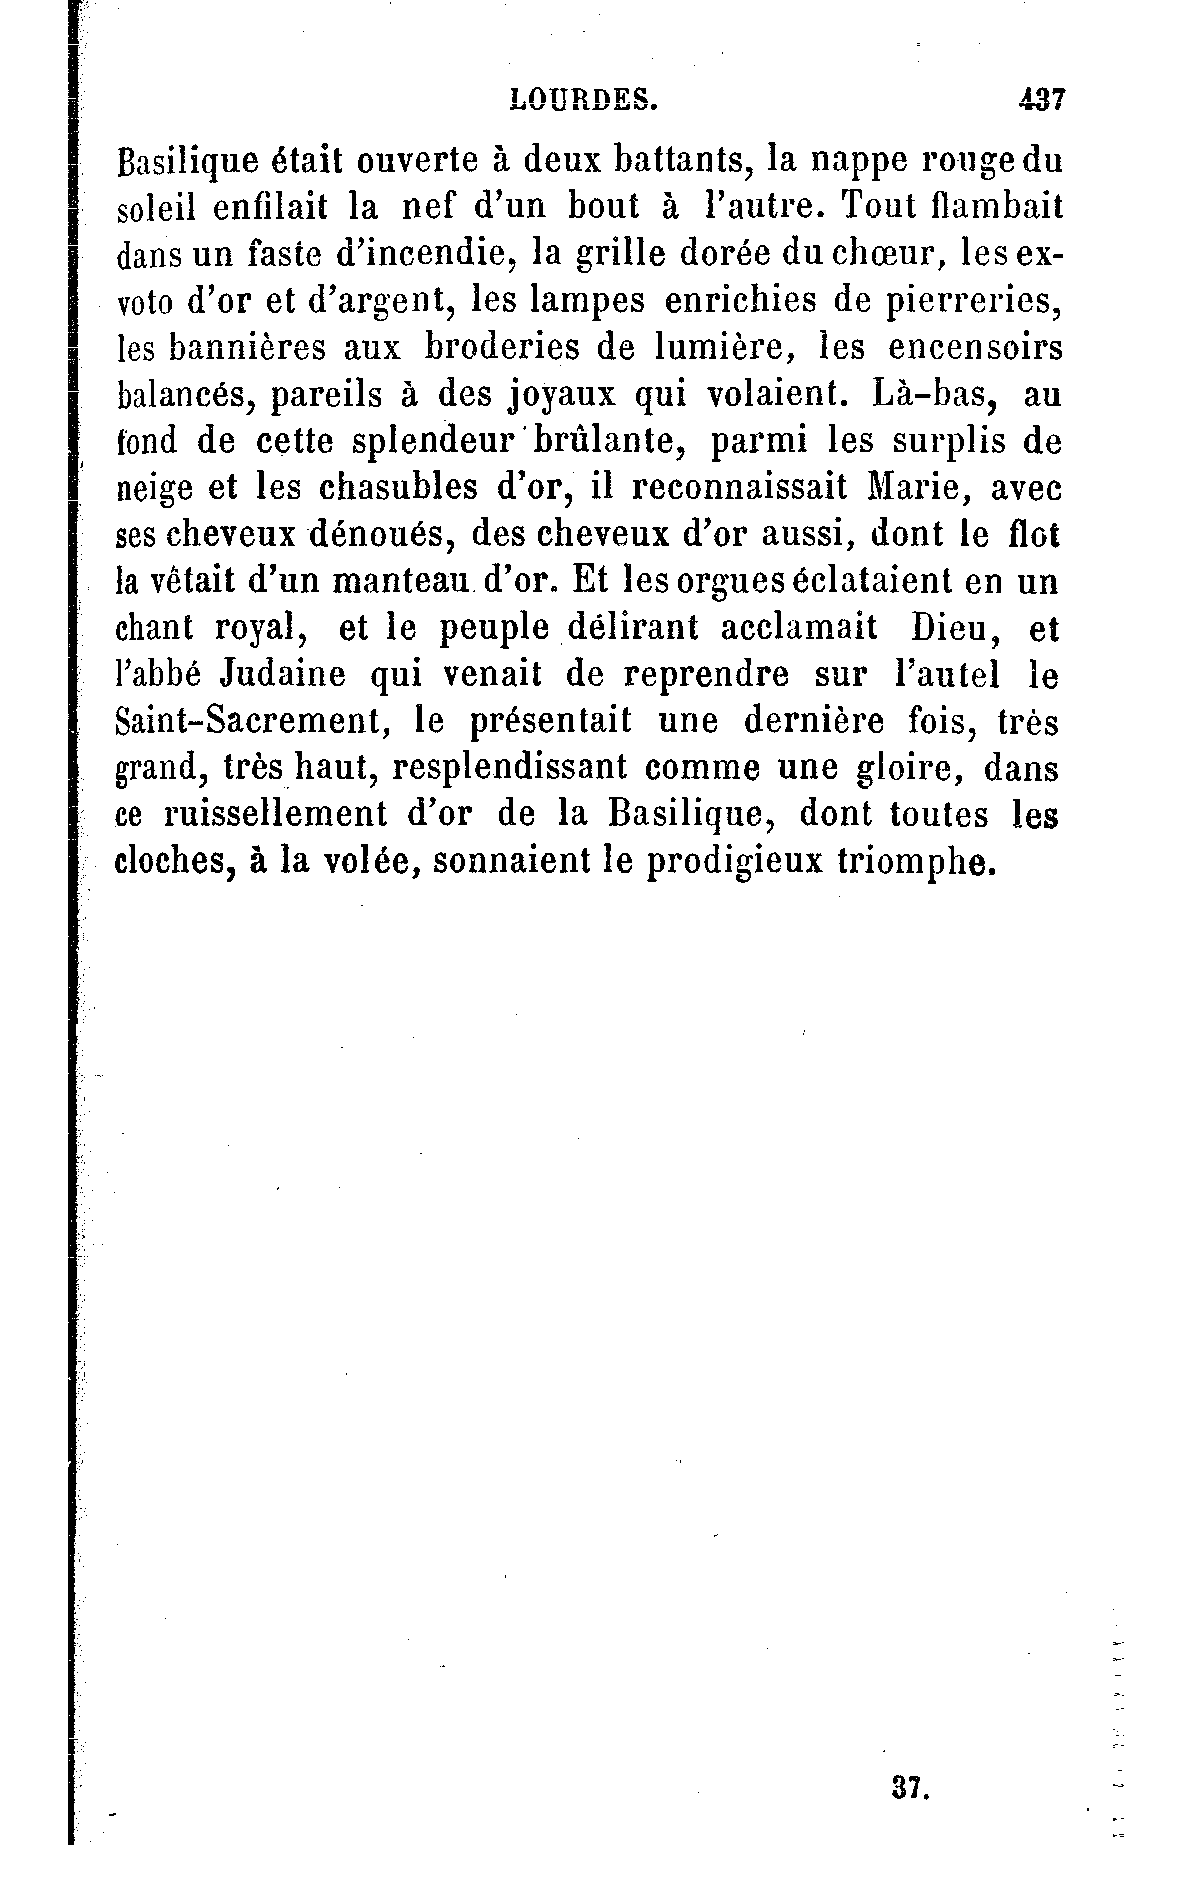 LOURDES. 437
Basilique était ouverte à deux battants, la nappe rouge du
soleil enfilait la nef d'un bout à l'autre. Tout flambait
dans un faste d'incendie, la grille dorée du chœur, les ex-
voto d'or et d'argent, les lampes enrichies de pierreries,
les bannières aux broderies de lumière, les encensoirs
balancés, pareils à des joyaux qui volaient. Là-bas, au
fond de cette splendeur brûlante, parmi les surplis de
neige et les chasubles d'or, il reconnaissait Marie, avec
ses cheveux dénoués, des cheveux d'or aussi, dont le flot
la vêtait d'un manteau d'or. Et les orgues éclataient en un
chant royal, et le peuple délirant acclamait Dieu, et
l'abbé Judaine qui venait de reprendre sur l'autel le
Saint-Sacrement, le présentait une dernière fois, très
grand, très haut, resplendissant comme une gloire, dans
ce ruissellement d'or de la Basilique, dont toutes les
cloches, à la volée, sonnaient le prodigieux triomphe.
37.